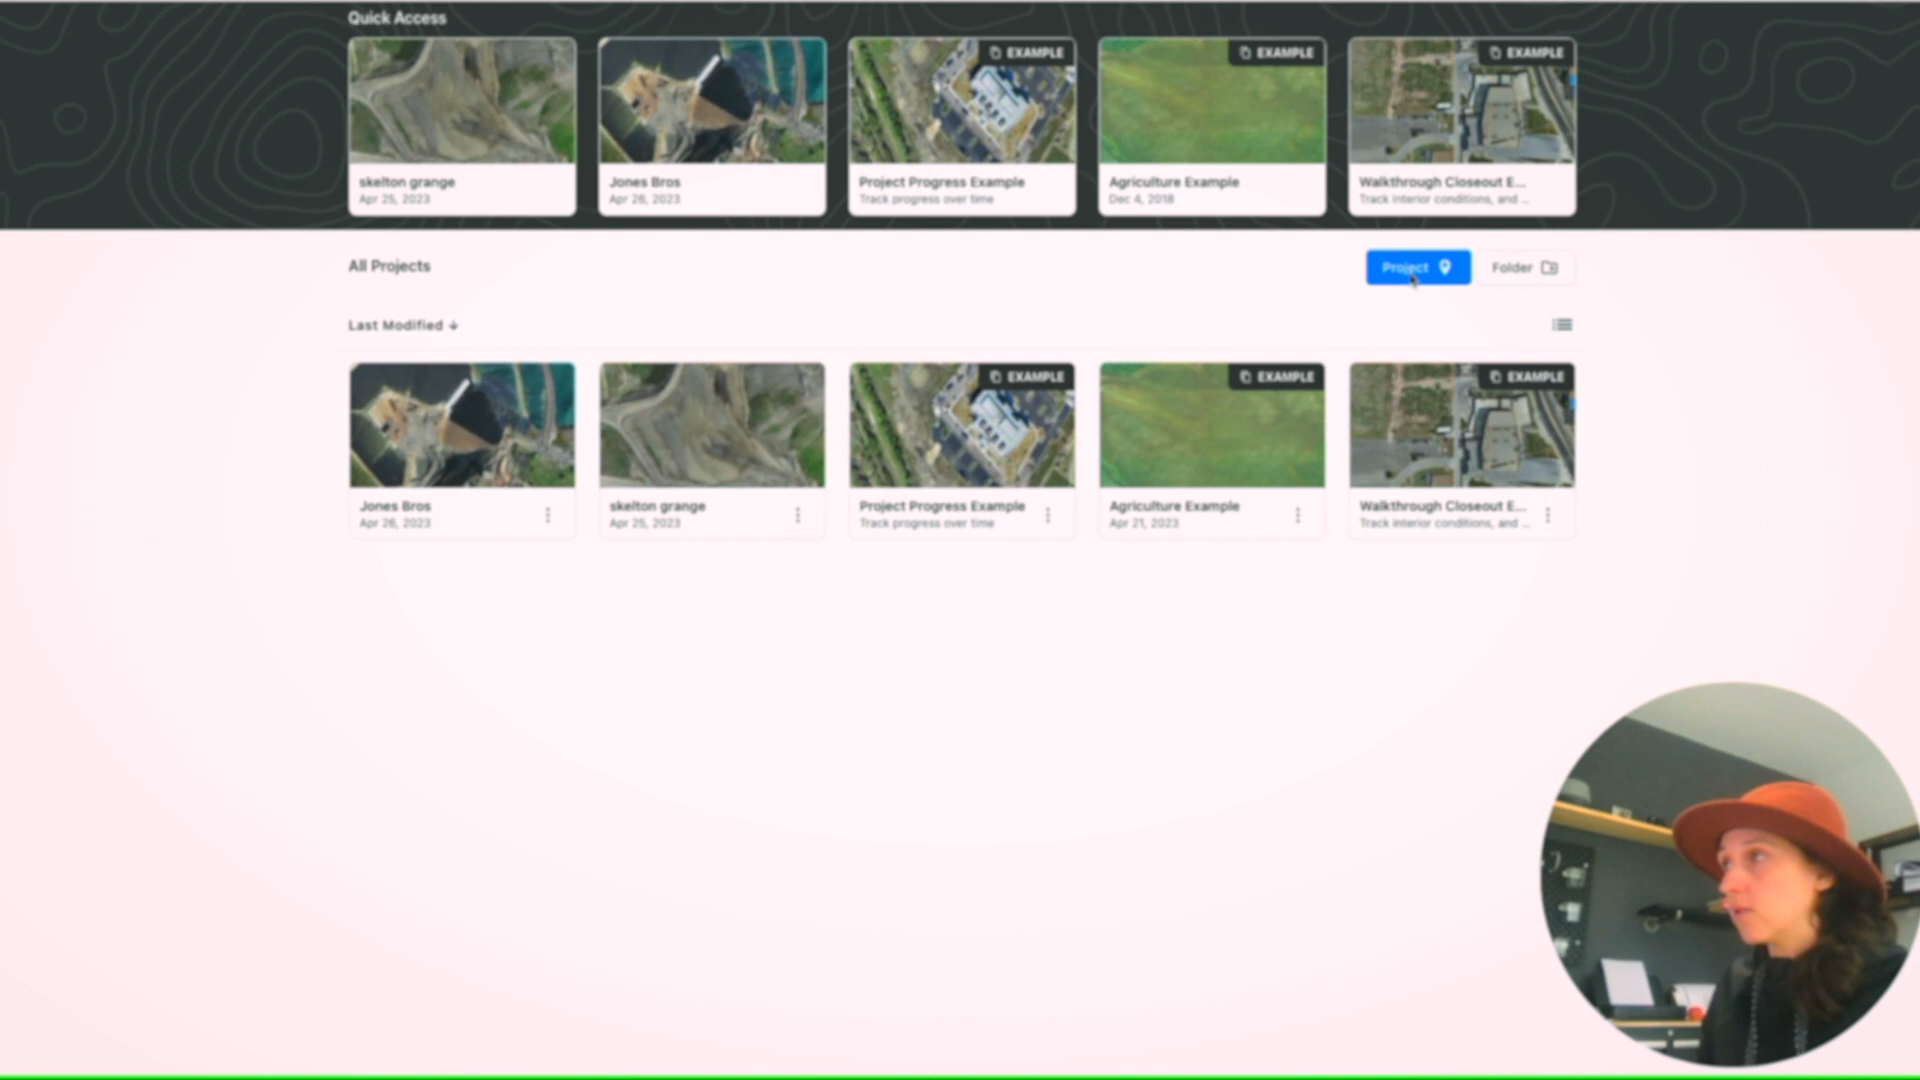 Quick Access
EXAMPLE
EXAMPLE
EXAMPLE
skelton grange
Apr 25, 2023
Jones Bros
Apr 26, 2023
Project Progress Example
Track progress over time
Agriculture Example
Dec 4, 2018
Walkthrough Closeout E...
Track interior conditions, and ...
All Projects
Project
Folder
Last Modified ↓
EXAMPLE
EXAMPLE
EXAMPLE
Jones Bros
Apr 26, 2023
skelton grange
Apr 25, 2023
Project Progress Example
Track progress over time
Agriculture Example
Apr 21, 2023
Walkthrough Closeout E...
Track interior conditions, and ...